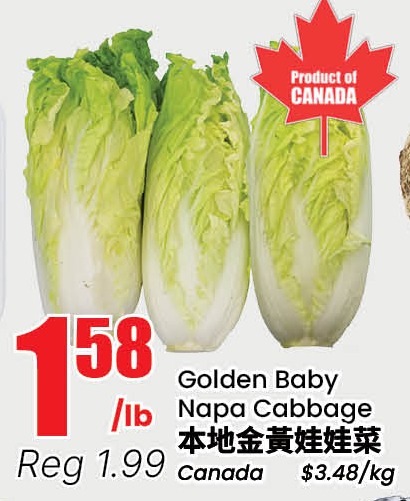 Product of
CANADA
1.58
/lb
Reg 1.99
Golden Baby
Napa Cabbage
本地金黃娃娃菜
Canada $3.48/kg